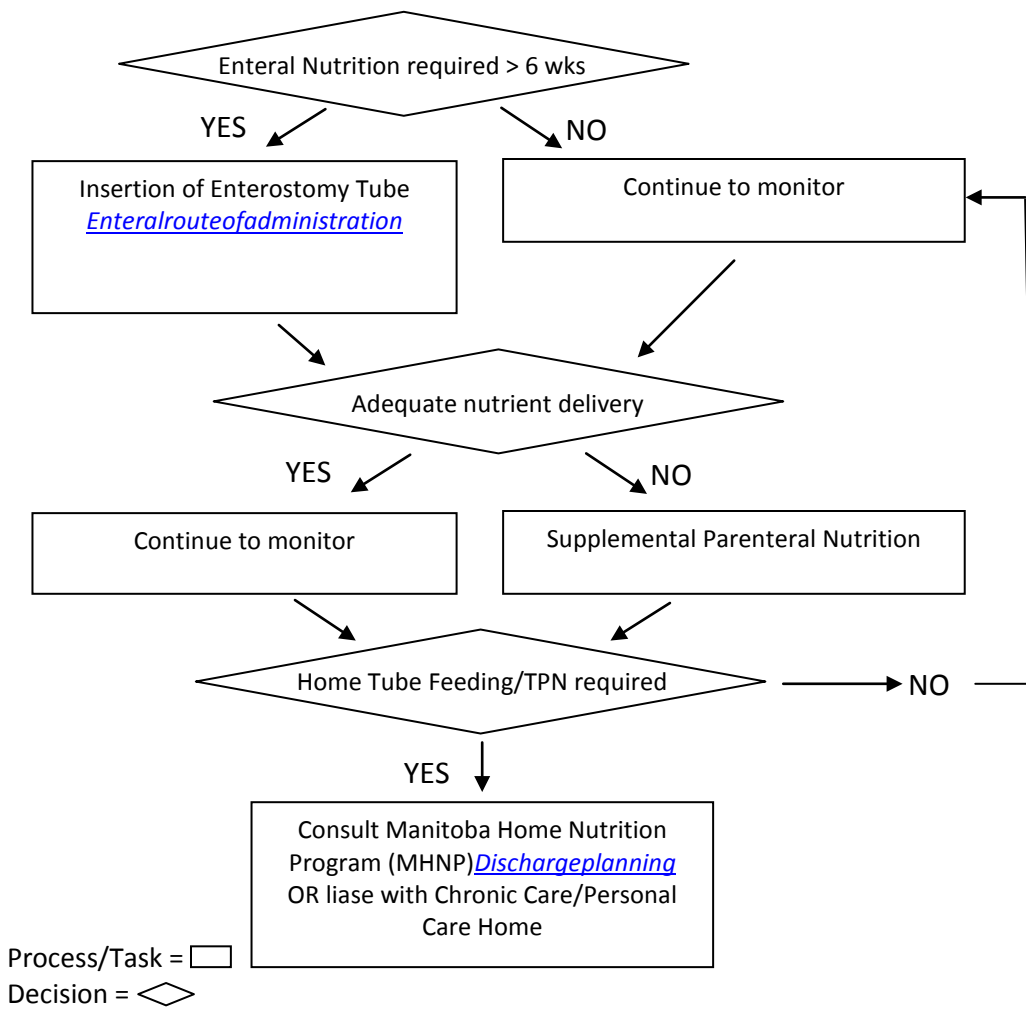 Enteral Nutrition required > 6 wks
YES
NO
Insertion of Enterostomy Tube
Enteralrouteofadministration
Continue to monitor
Adequate nutrient delivery
YES
NO
Continue to monitor
Supplemental Parenteral Nutrition
Home Tube Feeding/TPN required
NO
YES
Consult Manitoba Home Nutrition
Program (MHNP)Dischargeplanning
OR liase with Chronic Care/Personal
Care Home
Process/Task =
Decision =